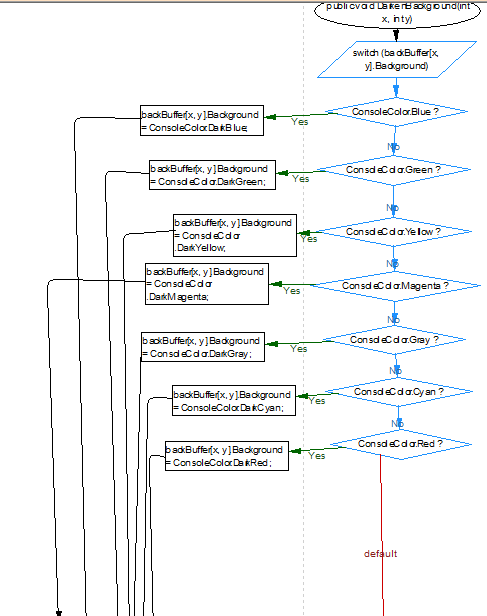 public void DarkenBackground(int
x, int y)
switch (backBuffer[x,
y].Background)
ConsoleColor.Blue ?
Yes
backBuffer[x, y].Background
= ConsoleColor.DarkBlue;
No
ConsoleColor.Green ?
Yes
backBuffer[x, y].Background
= ConsoleColor.DarkGreen;
No
ConsoleColor.Yellow ?
Yes
backBuffer[x, y].Background
= ConsoleColor
.DarkYellow;
No
ConsoleColor.Magenta ?
Yes
backBuffer[x, y].Background
= ConsoleColor
.DarkMagenta;
No
ConsoleColor.Gray ?
Yes
backBuffer[x, y].Background
= ConsoleColor.DarkGray;
No
ConsoleColor.Cyan ?
Yes
backBuffer[x, y].Background
= ConsoleColor.DarkCyan;
No
ConsoleColor.Red ?
Yes
backBuffer[x, y].Background
= ConsoleColor.DarkRed;
default